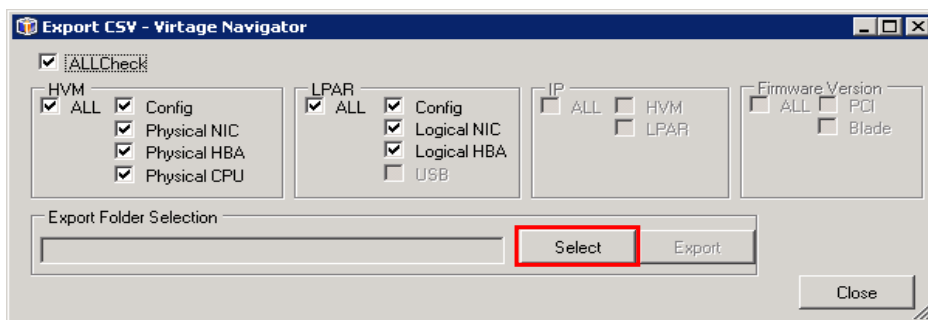 Export CSV - Virtage Navigator
ALLCheck
HVM
ALL Config
Physical NIC
Physical HBA
Physical CPU
LPAR
ALL Config
Logical NIC
Logical HBA
USB
IP
ALL HVM
LPAR
Firmware Version
ALL PCI
Blade
Export Folder Selection
Select Export
Close